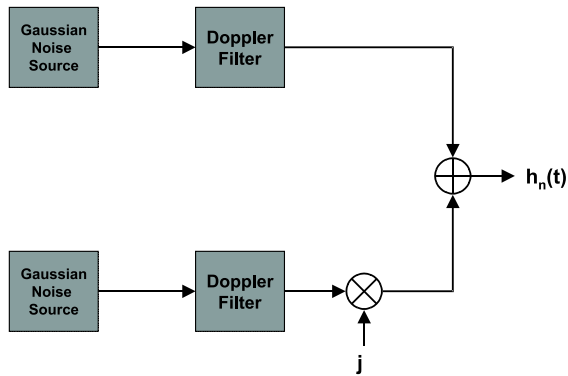 Gaussian
Noise
Source
Doppler
Filter
h_n(t)
Gaussian
Noise
Source
Doppler
Filter
j